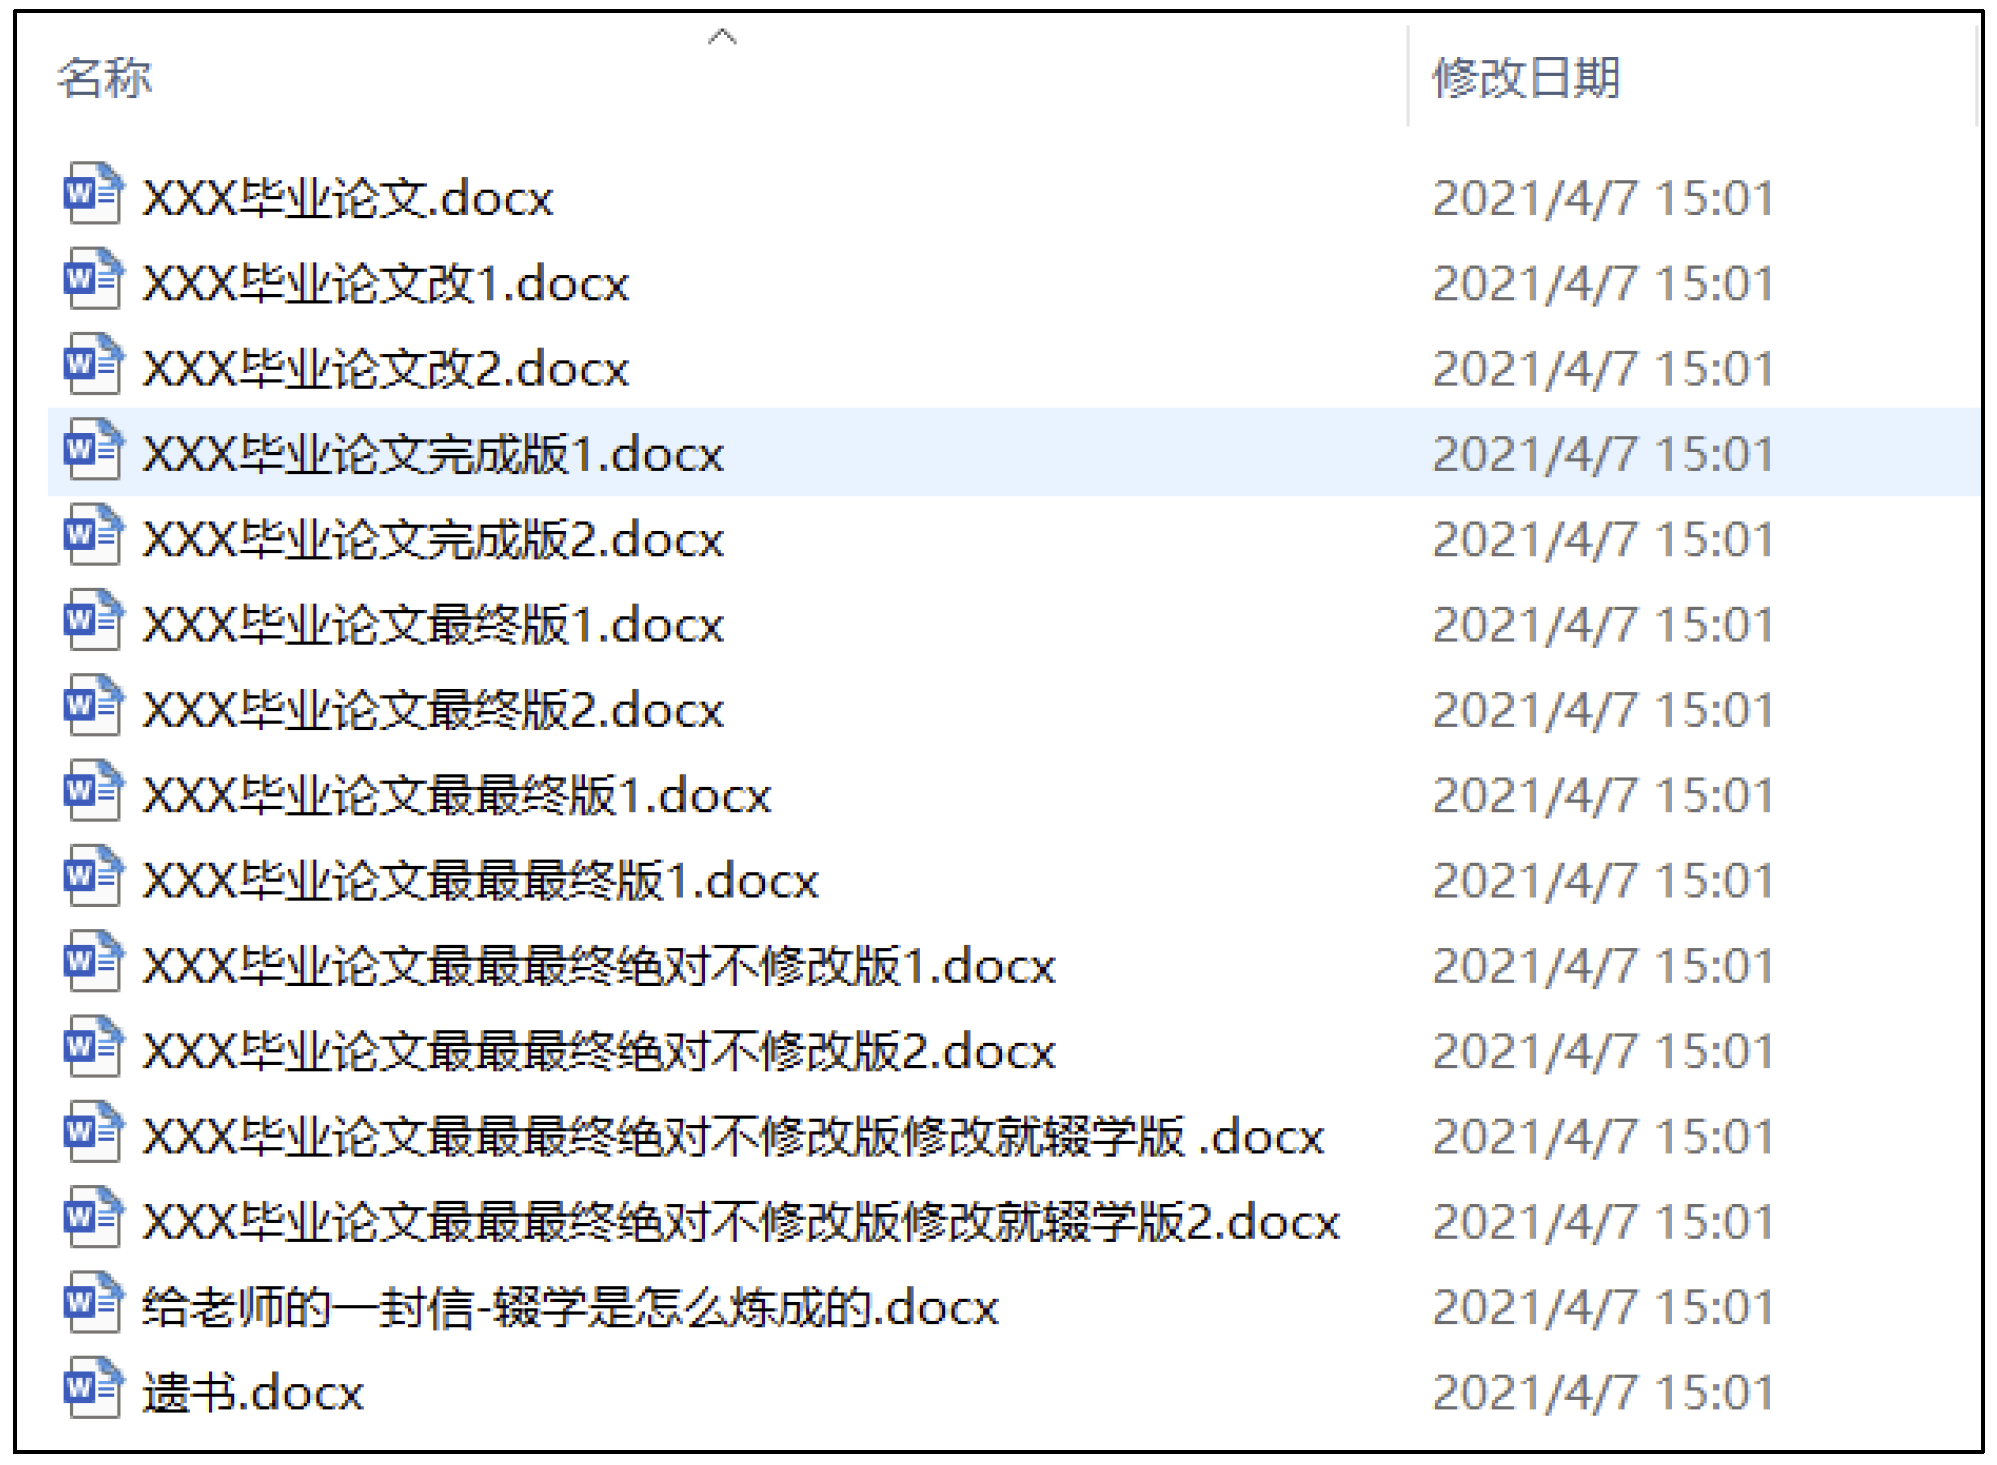 名称 修改日期
XXX毕业论文.docx 2021/4/7 15:01
XXX毕业论文改1.docx 2021/4/7 15:01
XXX毕业论文改2.docx 2021/4/7 15:01
XXX毕业论文完成版1.docx 2021/4/7 15:01
XXX毕业论文完成版2.docx 2021/4/7 15:01
XXX毕业论文最终版1.docx 2021/4/7 15:01
XXX毕业论文最终版2.docx 2021/4/7 15:01
XXX毕业论文最最终版1.docx 2021/4/7 15:01
XXX毕业论文最最最终版1.docx 2021/4/7 15:01
XXX毕业论文最最最终绝对不修改版1.docx 2021/4/7 15:01
XXX毕业论文最最最终绝对不修改版2.docx 2021/4/7 15:01
XXX毕业论文最最最终绝对不修改版修改就辍学版 .docx 2021/4/7 15:01
XXX毕业论文最最最终绝对不修改版修改就辍学版2.docx 2021/4/7 15:01
给老师的一封信-辍学是怎么炼成的.docx 2021/4/7 15:01
遗书.docx 2021/4/7 15:01